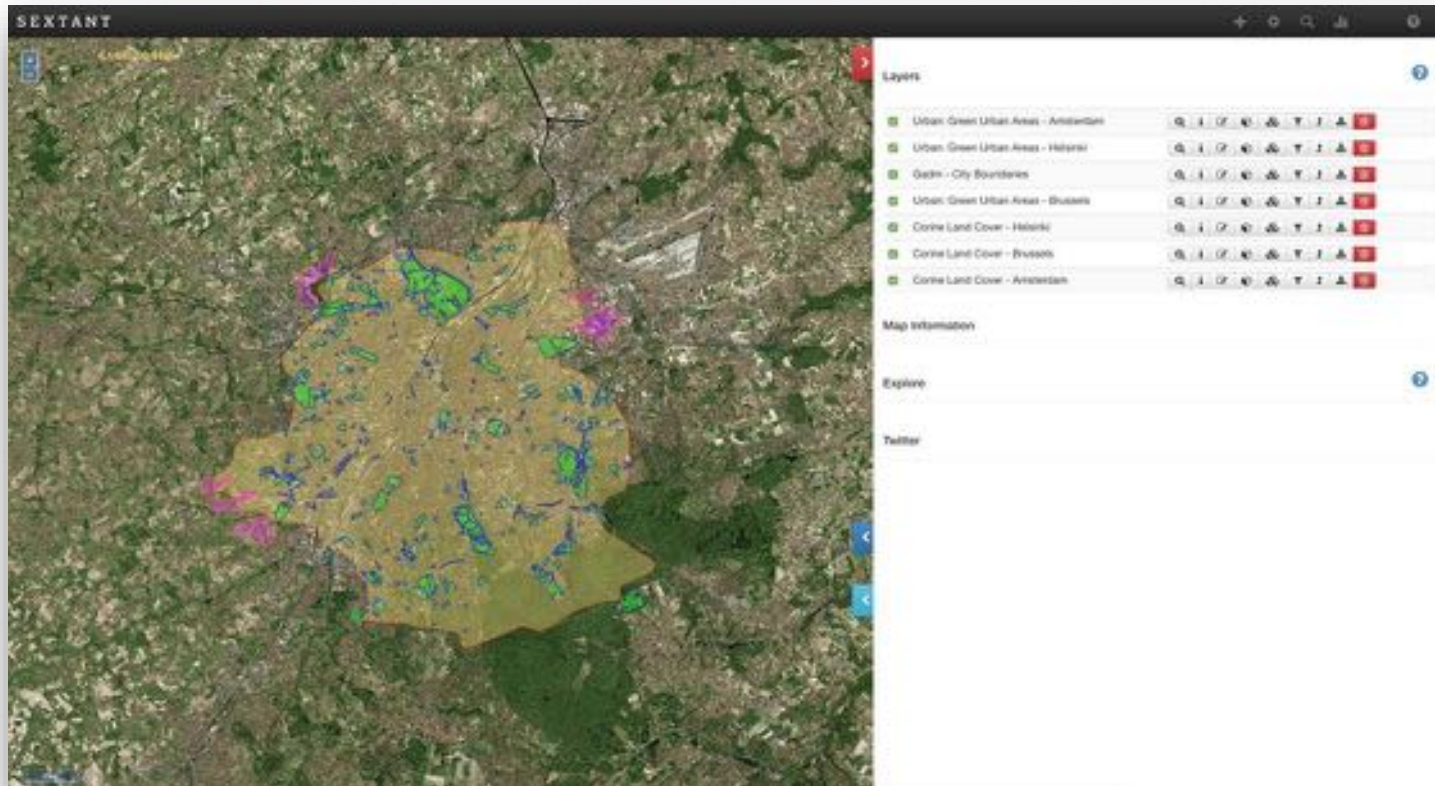 SEXTANT
Layers
Urban: Green Urban Areas - Amsterdam
Urban: Green Urban Areas - Helsinki
Gadm - City Boundaries
Urban: Green Urban Areas - Brussels
Corine Land Cover - Helsinki
Corine Land Cover - Brussels
Corine Land Cover - Amsterdam
Map Information
Explore
Twitter